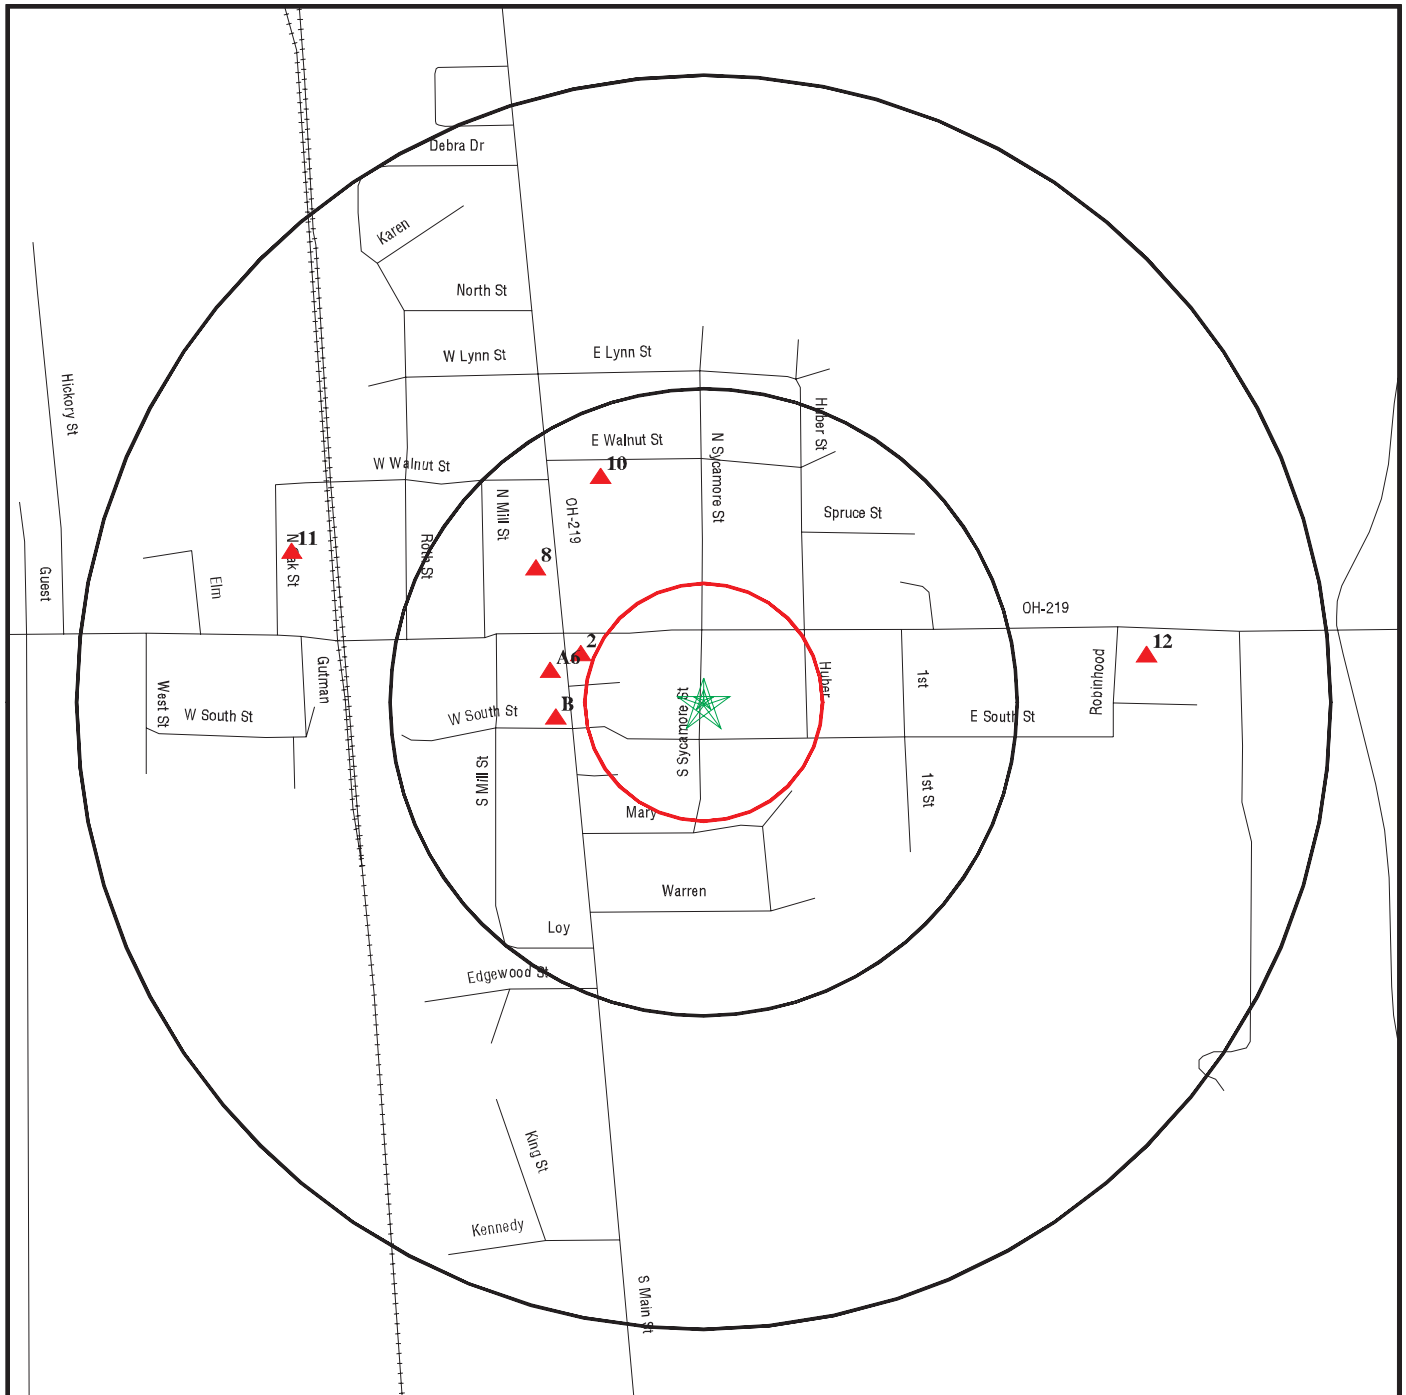 Debra Dr
Karen
North St
W Lynn St
E Lynn St
Hickory St
Huber St
E Walnut St
N Sycamore St
W Walnut St
10
N Mill St
OH-219
Spruce St
11
N Oak St
Roth St
8
Elm
Guest
OH-219
2
A6
12
Gutman
Huber
1st
Robinhood
West St
W South St
W South St
B
S Sycamore St
E South St
S Mill St
1st St
Mary
Warren
Loy
Edgewood St
King St
Kennedy
S Main St